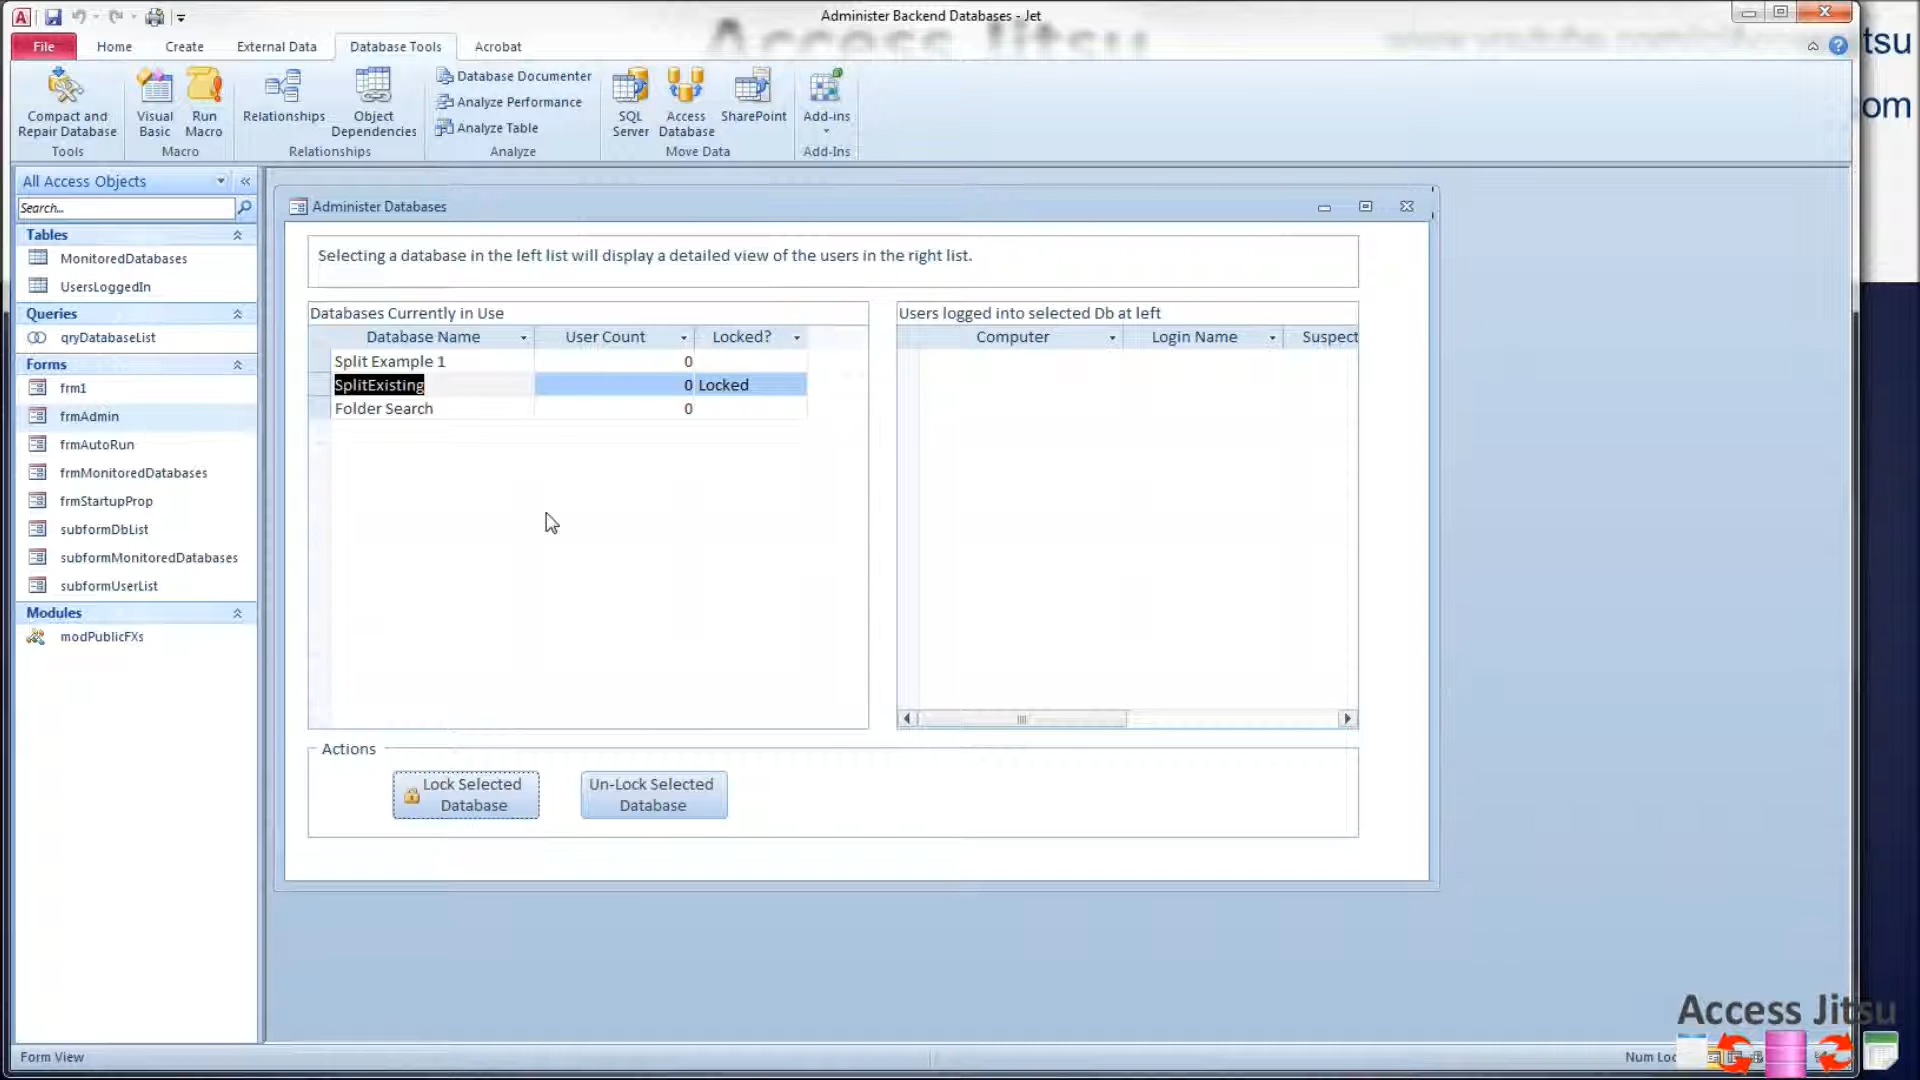 Administer Backend Databases - Jet
Access Jitsu
tsu
File Home Create External Data Database Tools Acrobat
Compact and Repair Database
Visual Basic
Run Macro
Relationships
Object Dependencies
Database Documenter
Analyze Performance
Analyze Table
SQL Server
Access Database
SharePoint
Add-ins
om
Tools Macro Relationships Analyze Move Data Add-Ins
All Access Objects
Search...
Tables
MonitoredDatabases
UsersLoggedIn
Queries
qryDatabaseList
Forms
frm1
frmAdmin
frmAutoRun
frmMonitoredDatabases
frmStartupProp
subformDbList
subformMonitoredDatabases
subformUserList
Modules
modPublicFXs
Administer Databases
Selecting a database in the left list will display a detailed view of the users in the right list.
Databases Currently in Use
Database Name User Count Locked?
Split Example 1 0
SplitExisting 0 Locked
Folder Search 0
Users logged into selected Db at left
Computer Login Name Suspect
Actions
Lock Selected Database
Un-Lock Selected Database
Access Jitsu
Form View
Num Loc